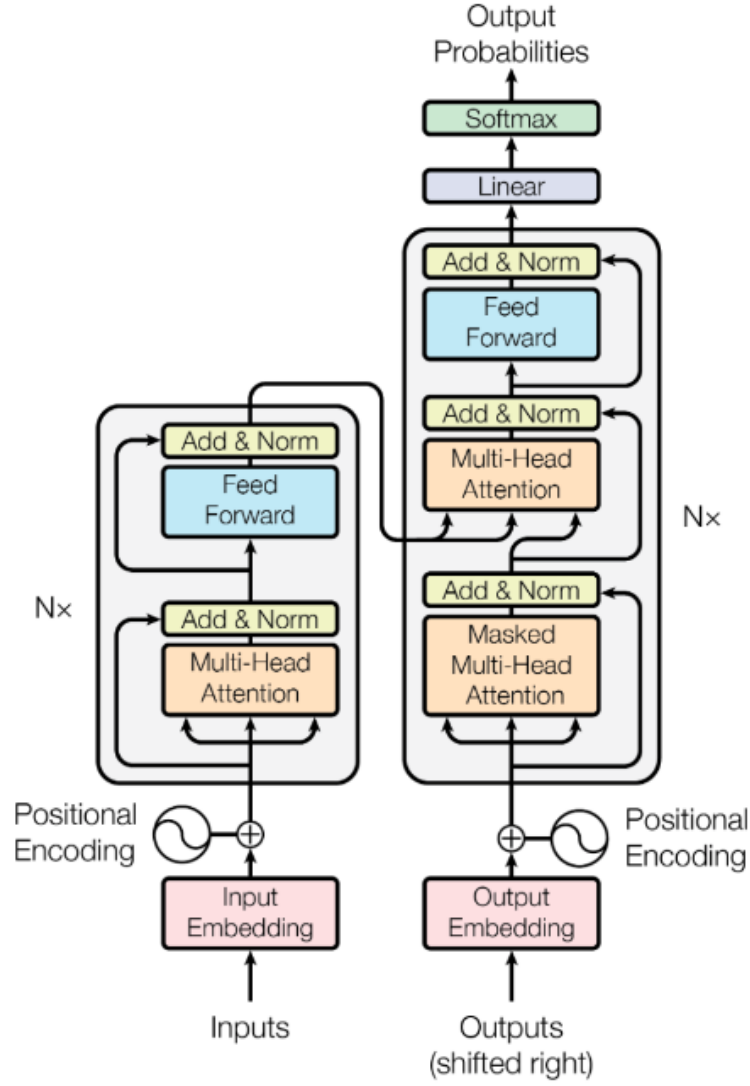 Output
Probabilities
Softmax
Linear
Add & Norm
Feed
Forward
Add & Norm
Multi-Head
Attention
Add & Norm
Masked
Multi-Head
Attention
N×
Add & Norm
Feed
Forward
Add & Norm
Multi-Head
Attention
N×
Positional
Encoding
Positional
Encoding
Input
Embedding
Output
Embedding
Inputs
Outputs
(shifted right)